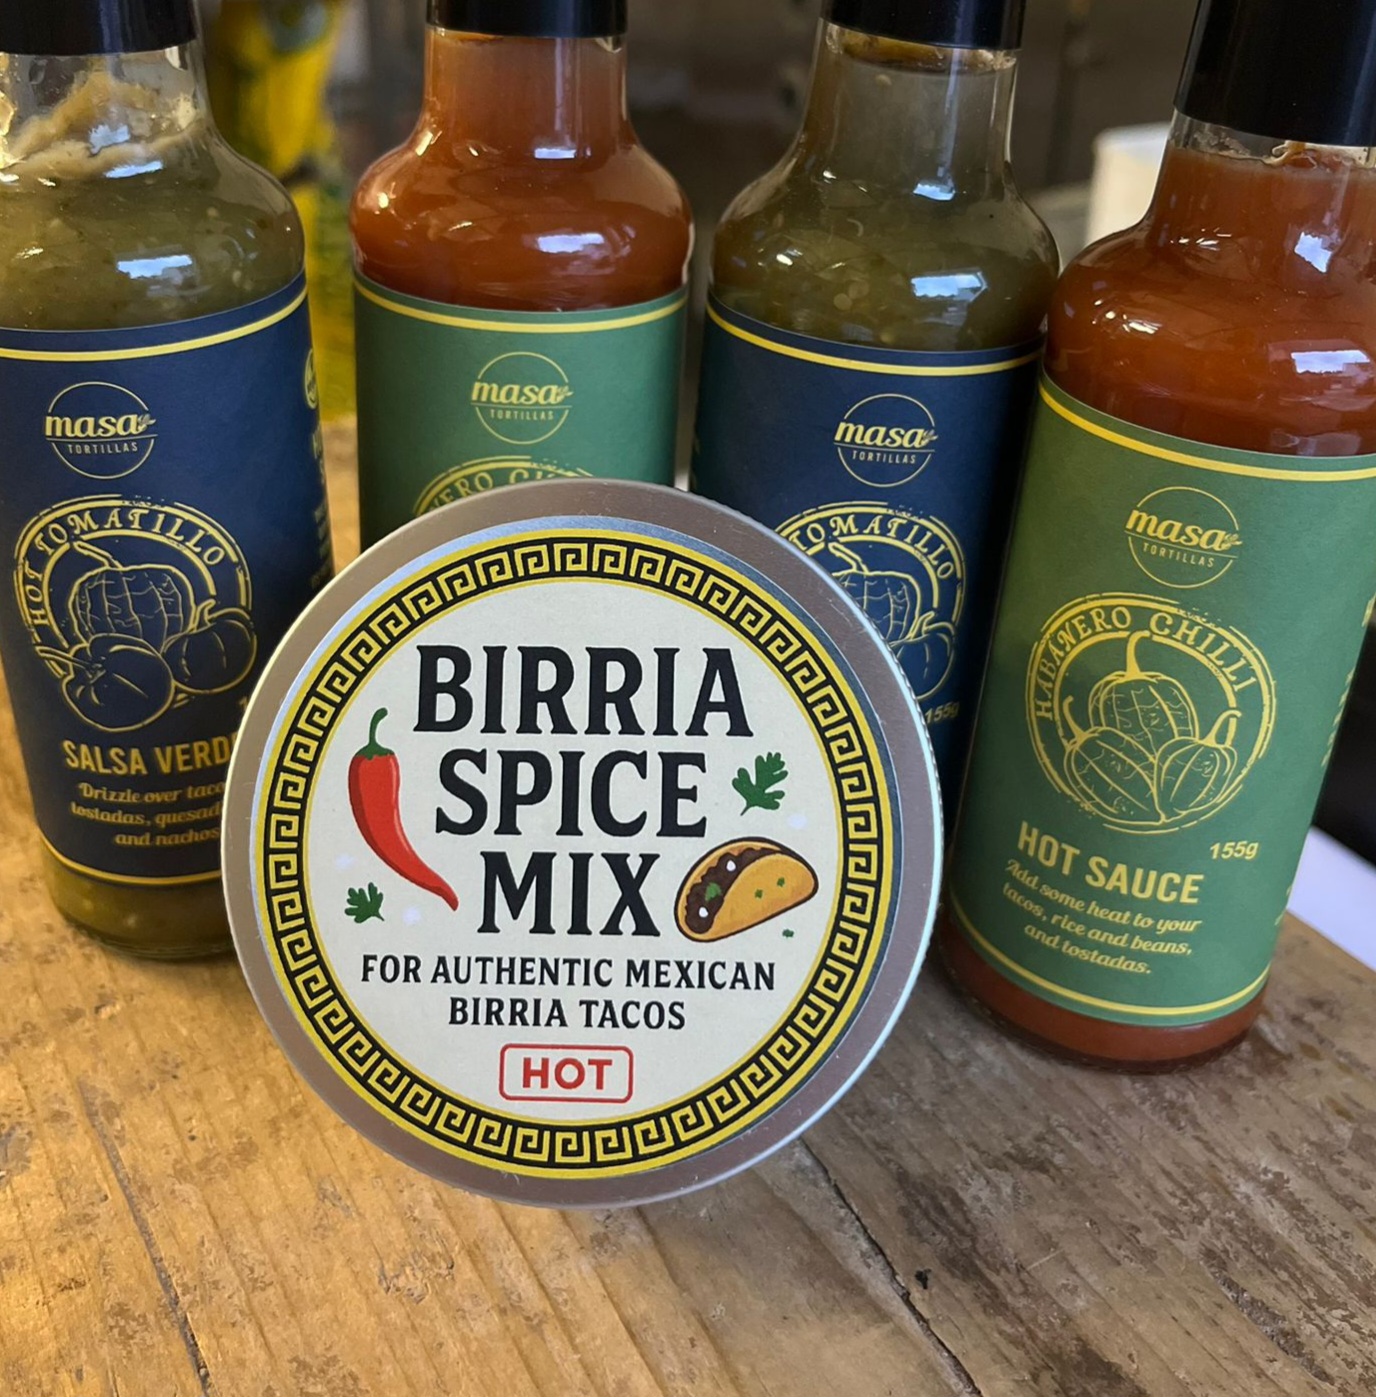 masa
TORTILLAS
HOT TOMATILLO
SALSA VERDE
Drizzle over
tostadas,
and nachos
masa
TORTILLAS
masa
TORTILLAS
TOMATILLO
155g
masa
TORTILLAS
HABANERO CHILLI
HOT SAUCE
155g
Add some heat to your
tacos, rice and beans,
and tostadas.
BIRRIA
SPICE
MIX
FOR AUTHENTIC MEXICAN
BIRRIA TACOS
HOT